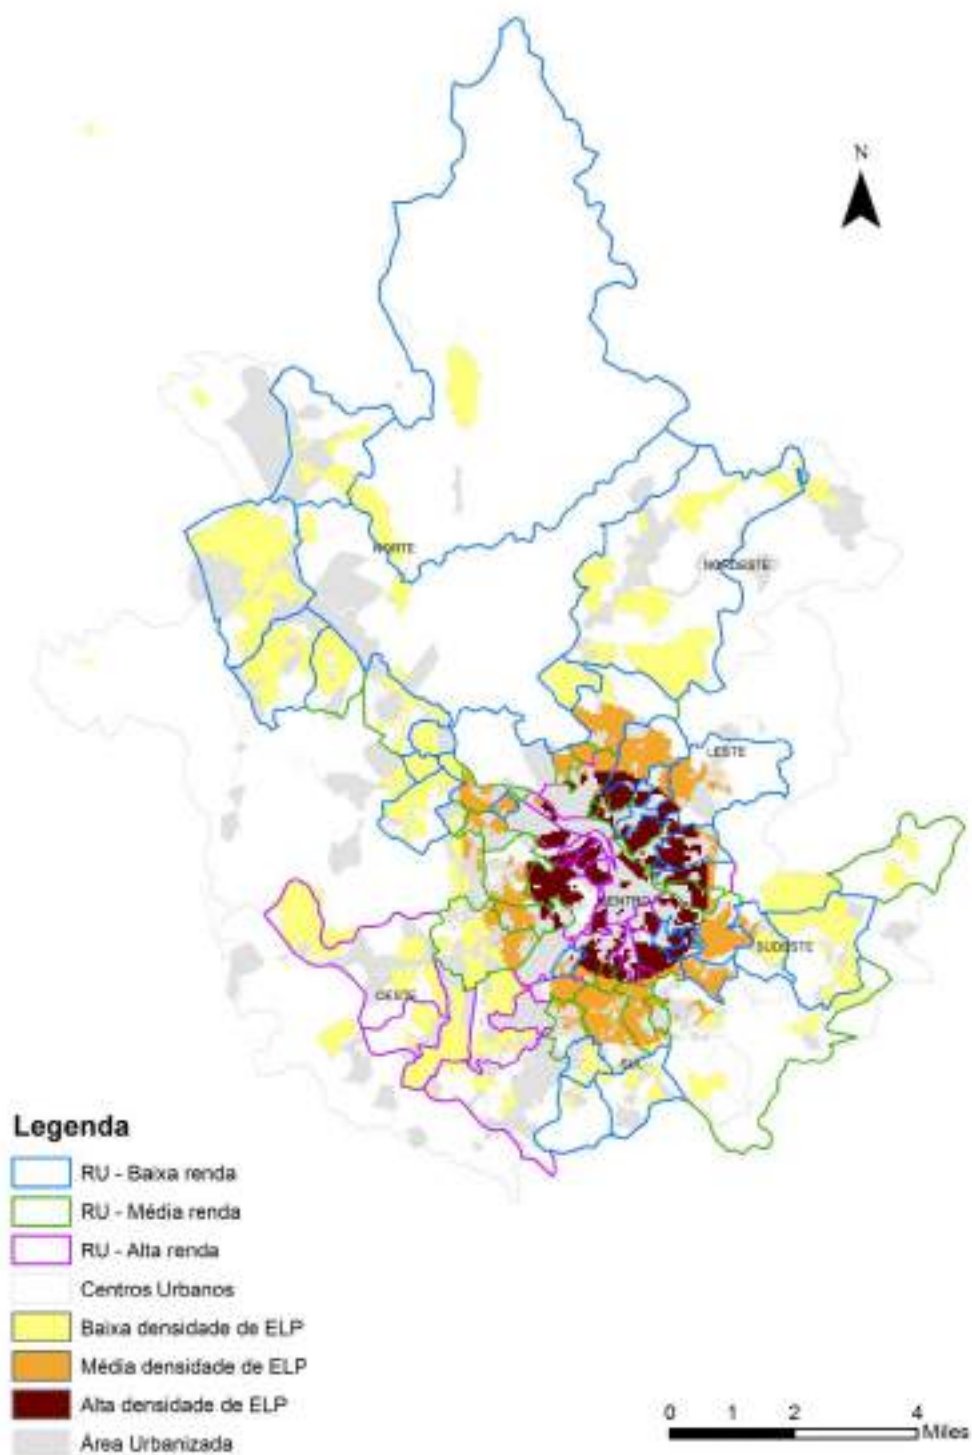 N
NORTE
NORDESTE
LESTE
CENTRO
SUDESTE
OESTE
SUL
Legenda
RU - Baixa renda
RU - Média renda
RU - Alta renda
Centros Urbanos
Baixa densidade de ELP
Média densidade de ELP
Alta densidade de ELP
Área Urbanizada
0 1 2 4
Miles